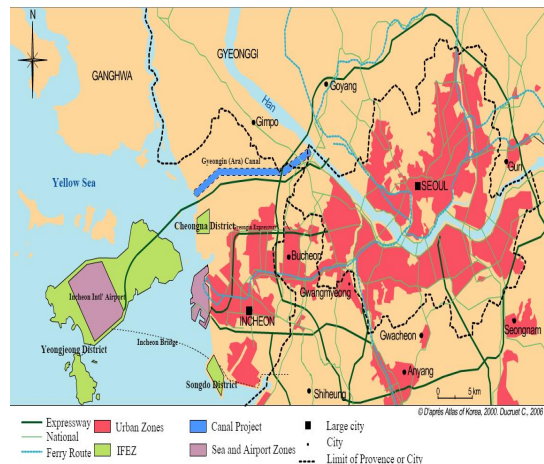 N
GANGHWA
GYEONGGI
Goyang
Han
Gimpo
Gyeongin (Ara) Canal
Guri
Yellow Sea
SEOUL
Cheongna District
Bucheon
Incheon Intl' Airport
Gwangmyeong
INCHEON
Gwacheon
Seongnam
Incheon Bridge
Yeongjeong District
Songdo District
Anyang
Shiheung
0 5 km
© D'après Atlas of Korea, 2000. Ducruet C., 2006
Expressway Urban Zones Canal Project Large city
National City
Ferry Route IFEZ Sea and Airport Zones Limit of Province or City